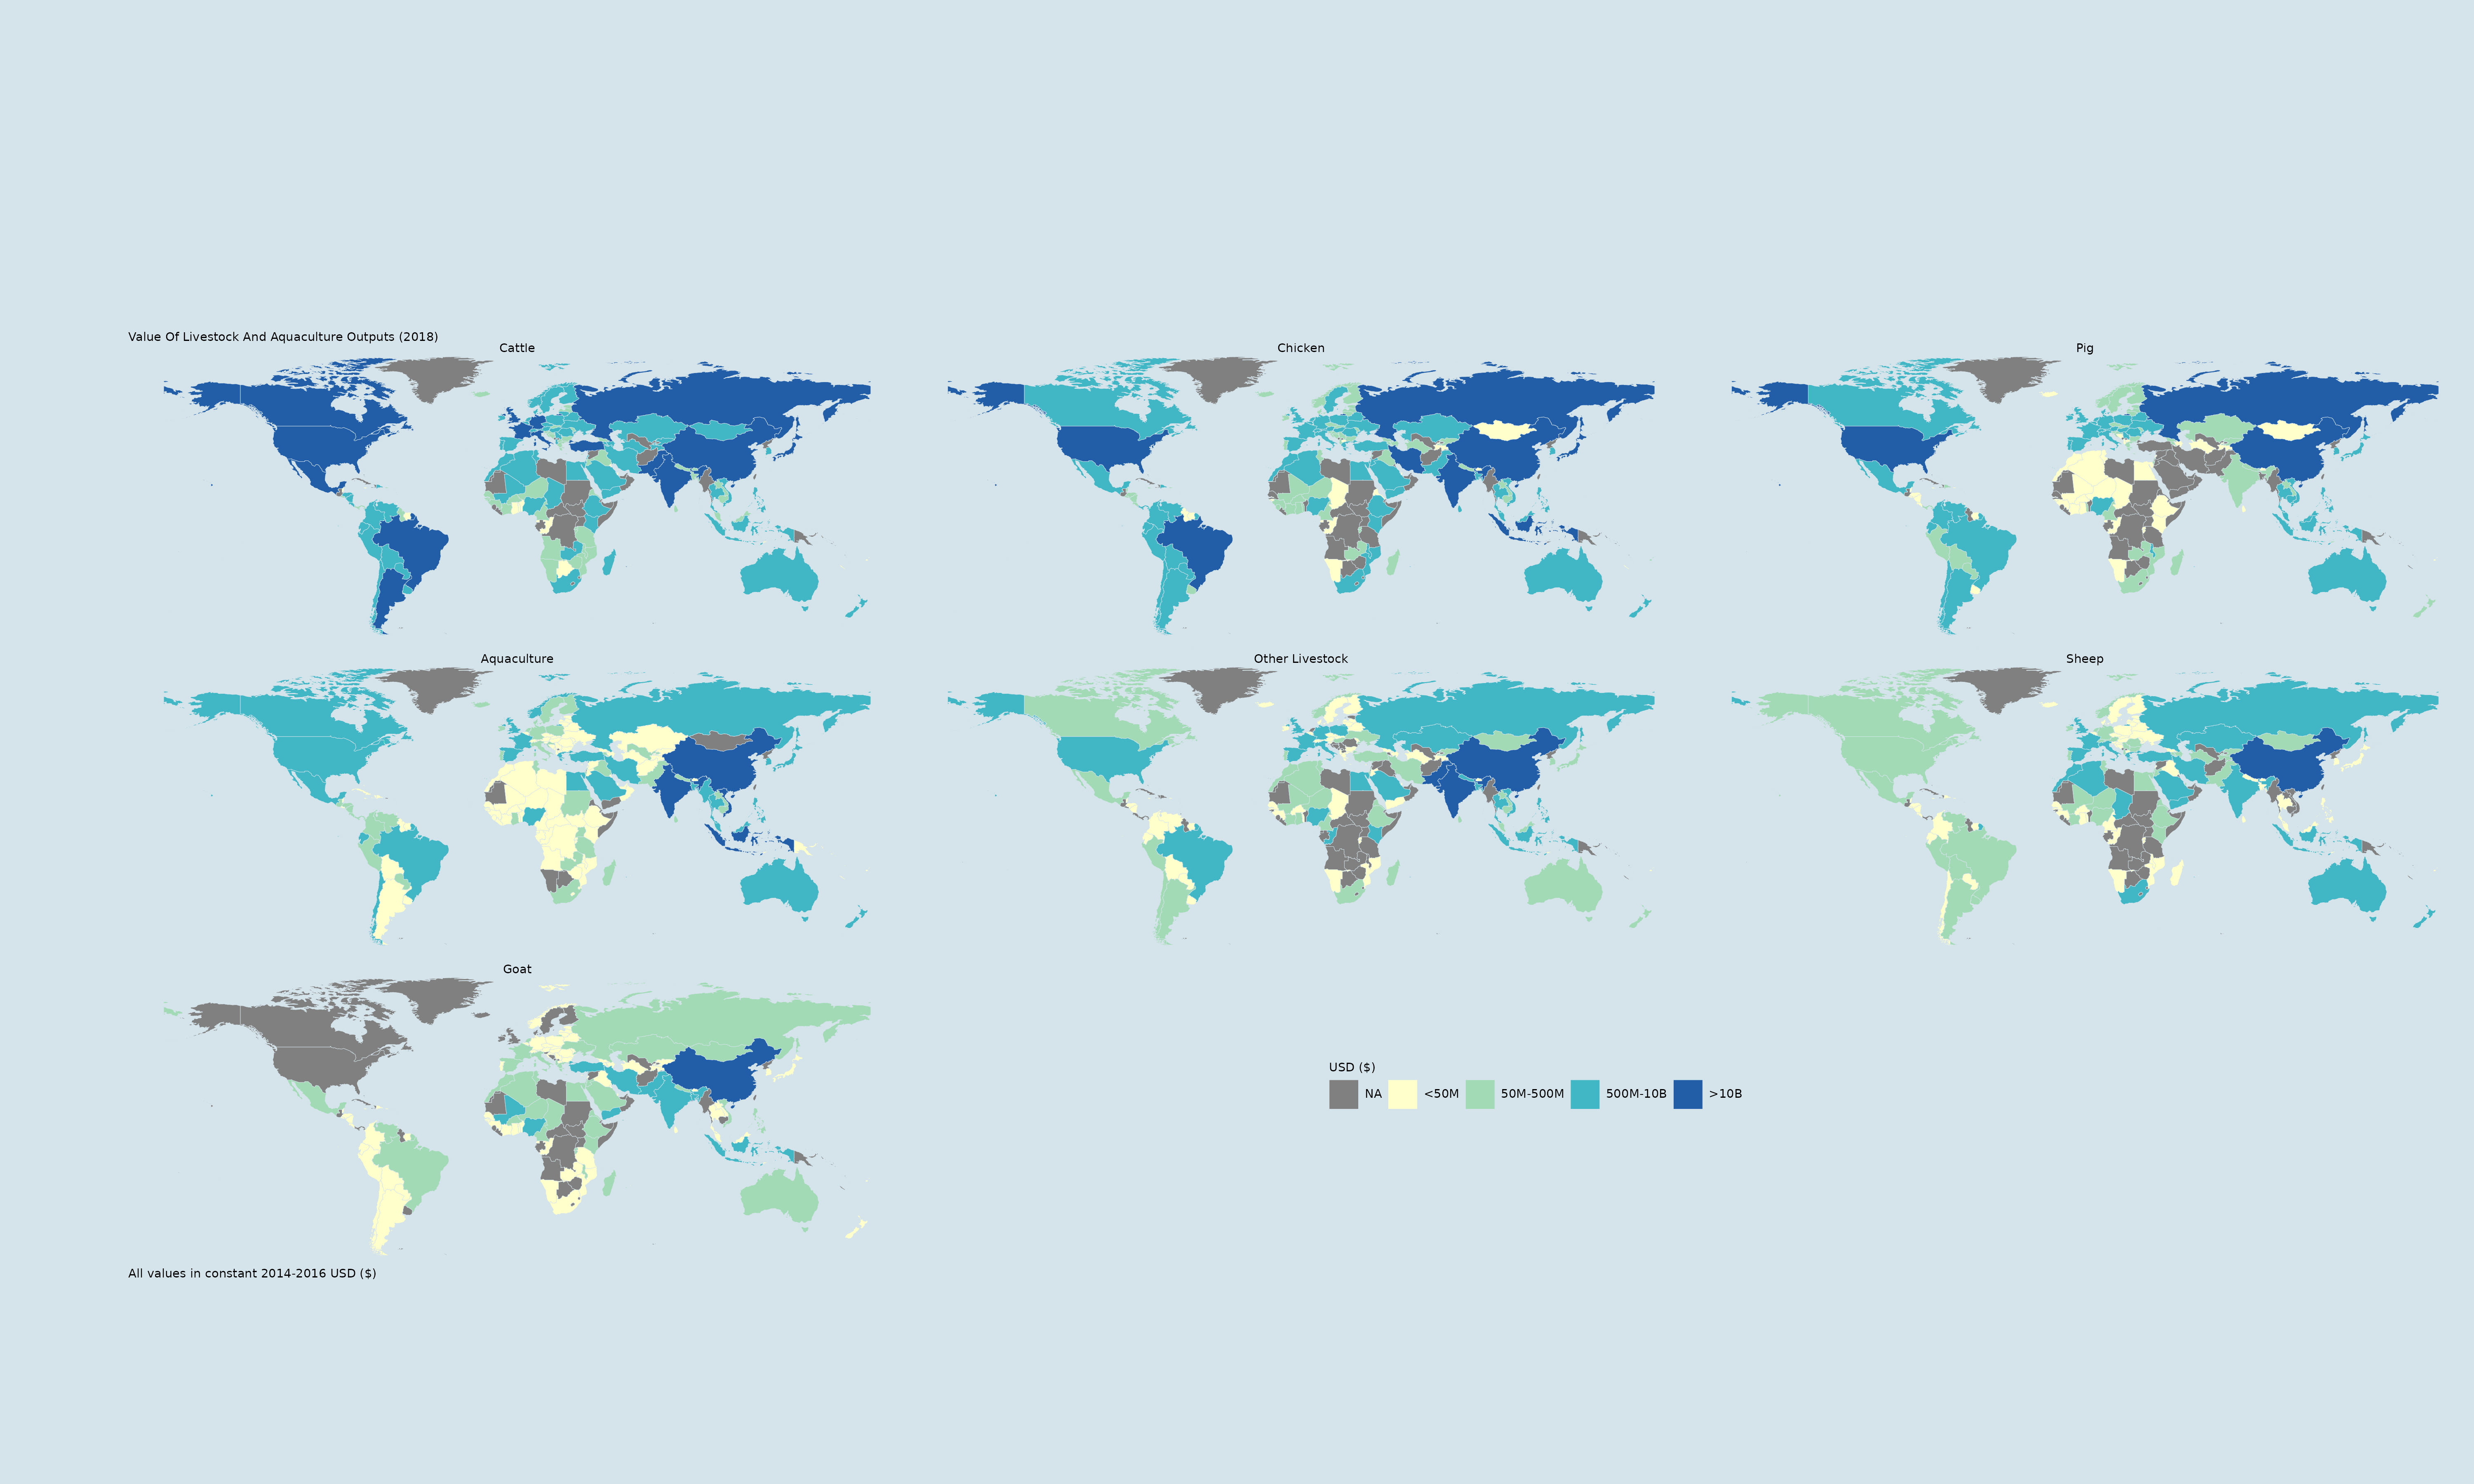 Value Of Livestock And Aquaculture Outputs (2018)
Cattle
Chicken
Pig
Aquaculture
Other Livestock
Sheep
Goat
USD ($)
NA
<50M
50M-500M
500M-10B
>10B
All values in constant 2014-2016 USD ($)